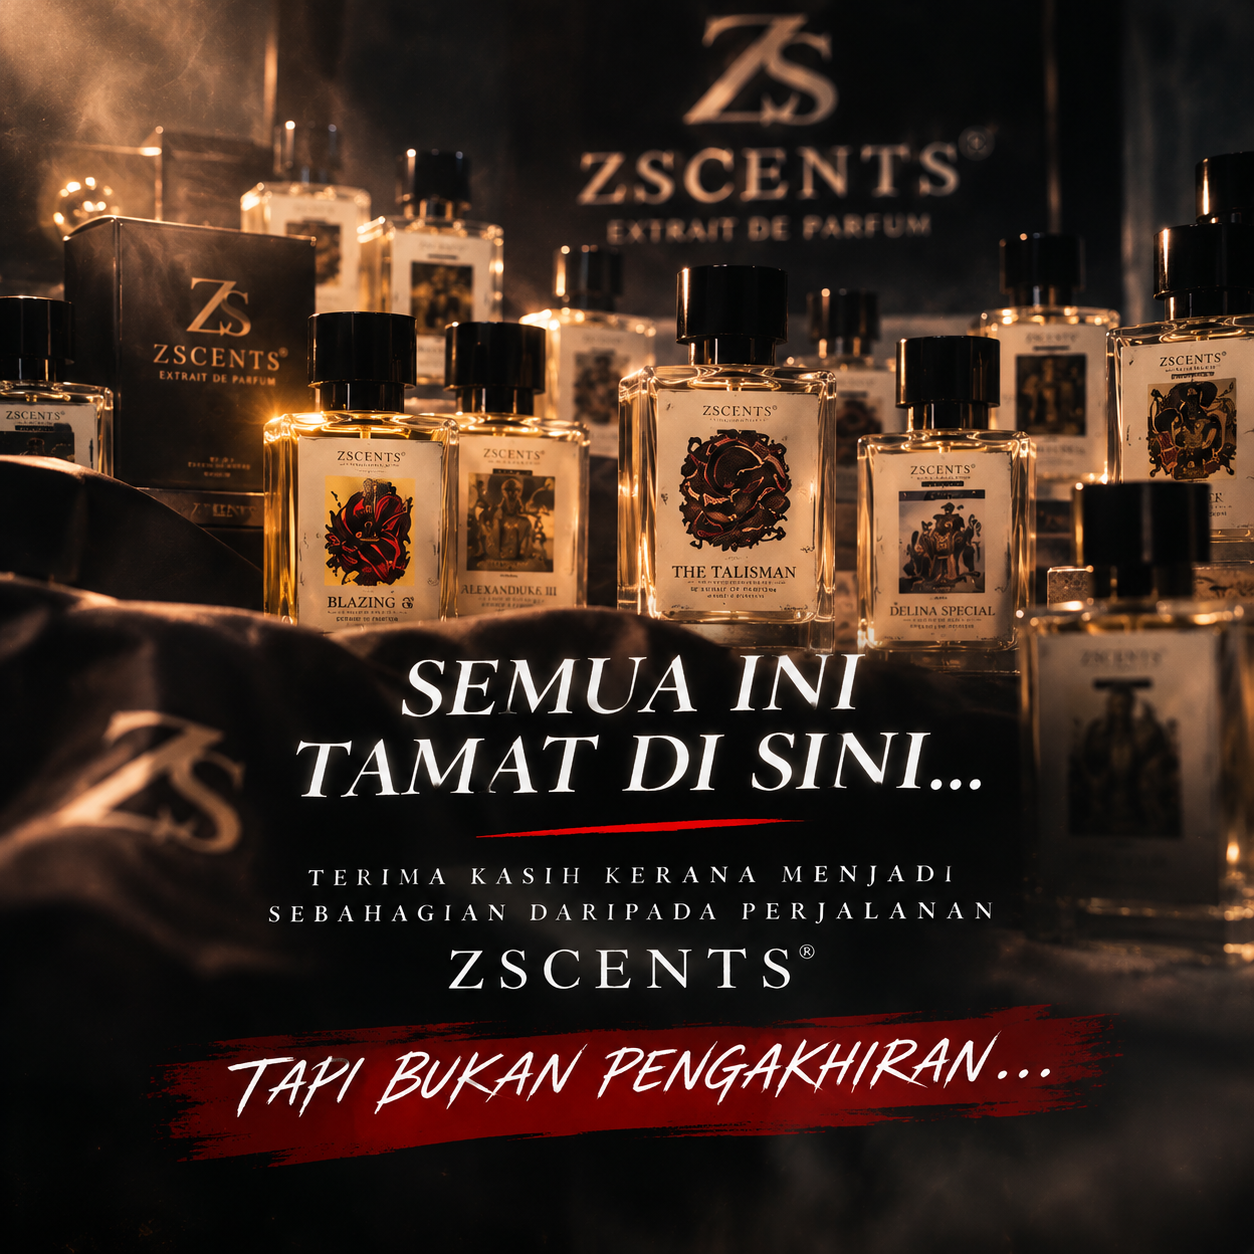 ZS
ZSCENTS®
EXTRAIT DE PARFUM
ZS
ZSCENTS®
EXTRAIT DE PARFUM
ZSCENTS®
ZSCENTS®
BLAZING
ZSCENTS®
ALEXANDUKE III
ZSCENTS®
THE TALISMAN
ZSCENTS®
DELINA SPECIAL
ZSCENTS®
ZSCENTS
SEMUA INI
TAMAT DI SINI...
ZS
TERIMA KASIH KERANA MENJADI
SEBAHAGIAN DARIPADA PERJALANAN
ZSCENTS®
TAPI BUKAN PENGAKHIRAN...